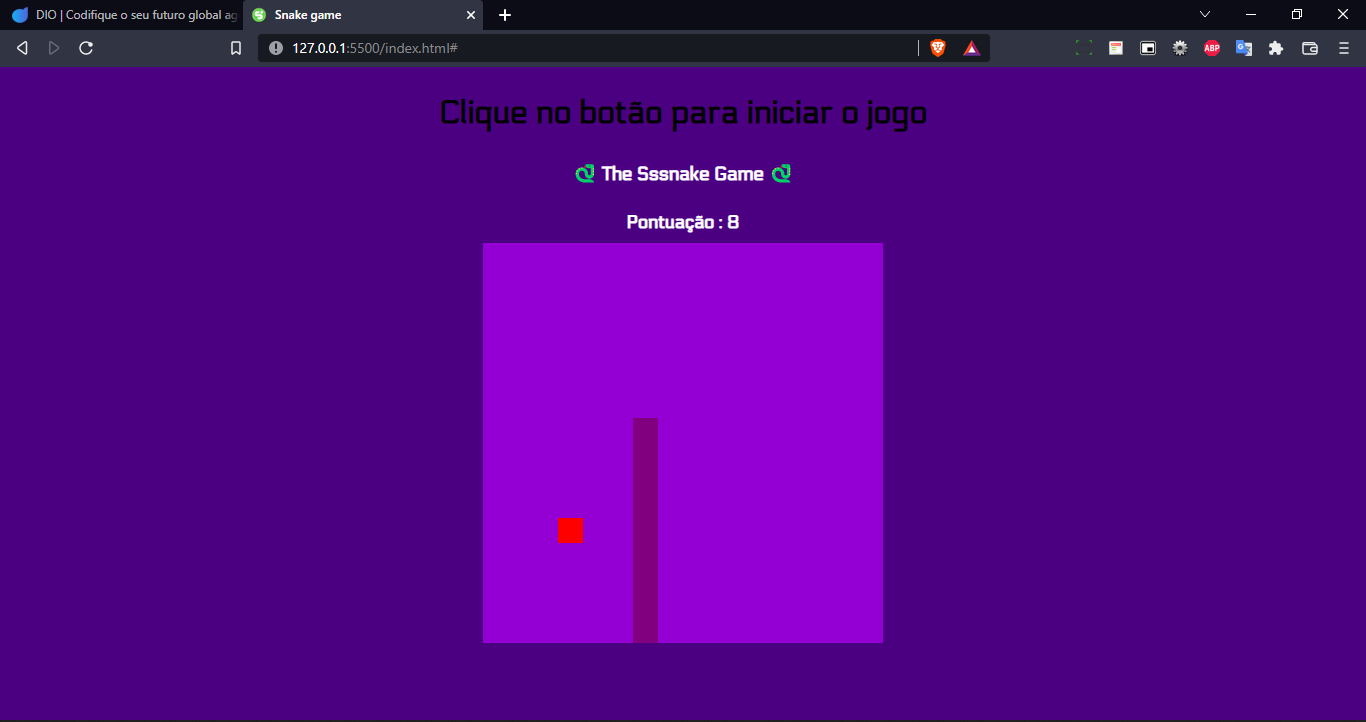 DIO | Codifique o seu futuro global ag
Snake game
127.0.0.1:5500/index.html#
ABP
Clique no botão para iniciar o jogo
The Sssnake Game
Pontuação : 8